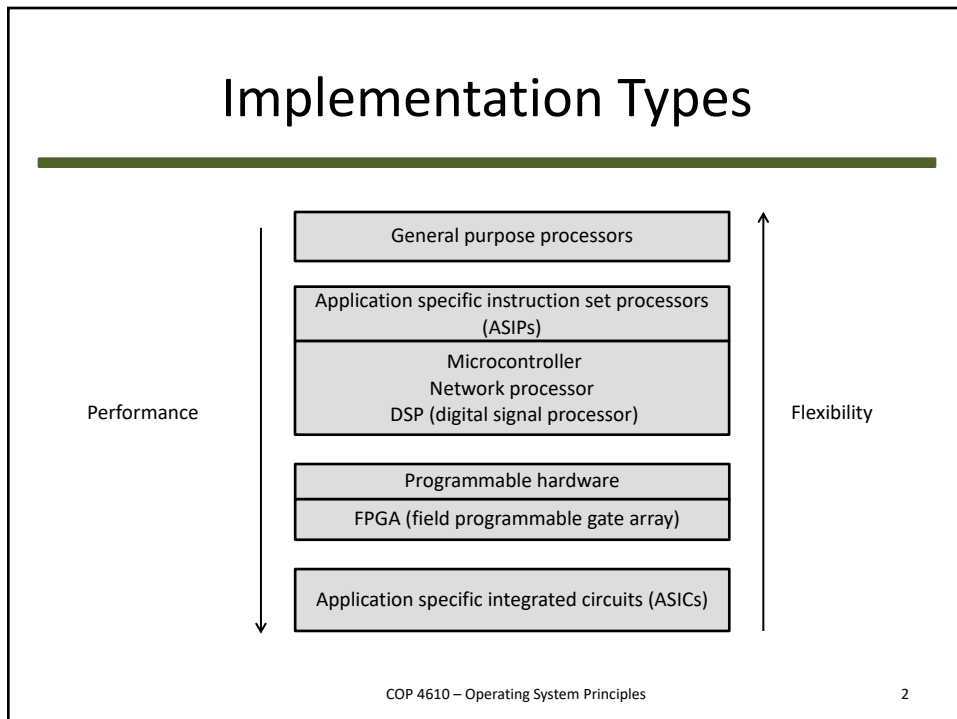 Implementation Types
General purpose processors
Application specific instruction set processors
(ASIPs)
Microcontroller
Network processor
DSP (digital signal processor)
Performance
Flexibility
Programmable hardware
FPGA (field programmable gate array)
Application specific integrated circuits (ASICs)
COP 4610 – Operating System Principles
2